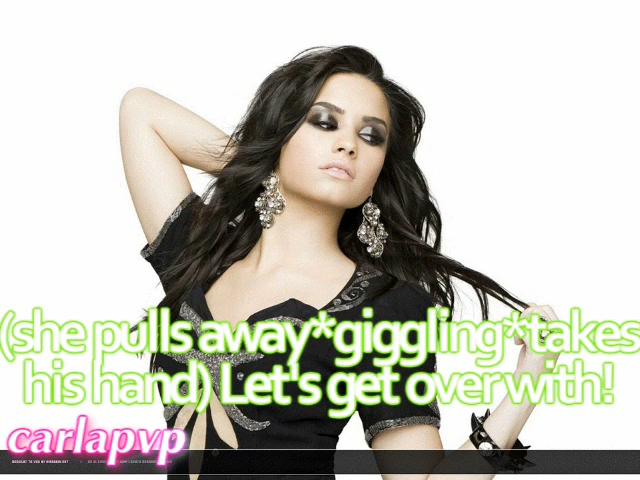 (she pulls away*giggling*takes
his hand) Let's get over with!
carlapvp